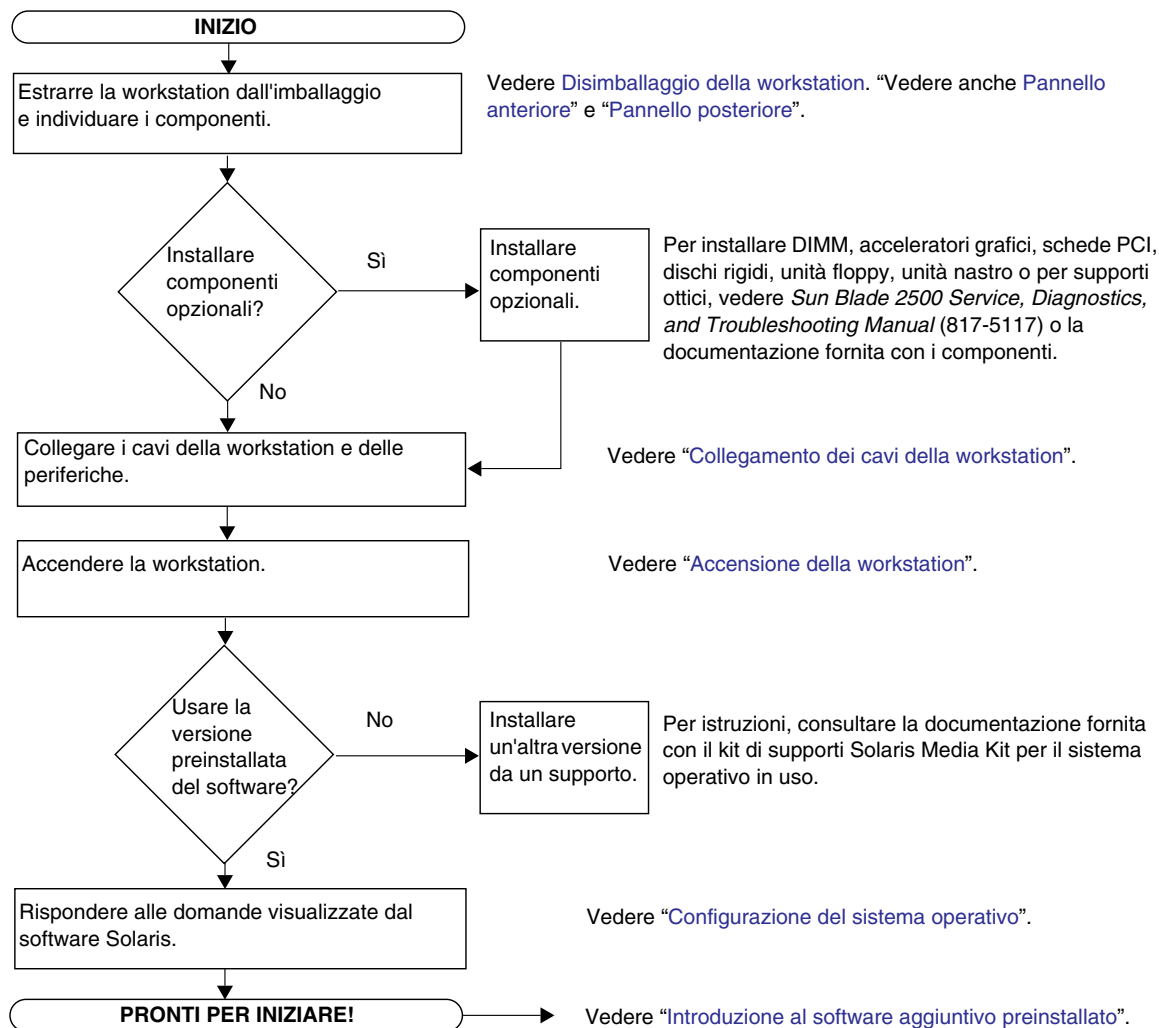 INIZIO
Estrarre la workstation dall'imballaggio
e individuare i componenti.
Vedere Disimballaggio della workstation. “Vedere anche Pannello
anteriore” e “Pannello posteriore”.
Installare
componenti
opzionali?
Sì
Installare
componenti
opzionali.
Per installare DIMM, acceleratori grafici, schede PCI,
dischi rigidi, unità floppy, unità nastro o per supporti
ottici, vedere Sun Blade 2500 Service, Diagnostics,
and Troubleshooting Manual (817-5117) o la
documentazione fornita con i componenti.
No
Collegare i cavi della workstation e delle
periferiche.
Vedere “Collegamento dei cavi della workstation”.
Accendere la workstation.
Vedere “Accensione della workstation”.
Usare la
versione
preinstallata
del software?
No
Installare
un'altra versione
da un supporto.
Per istruzioni, consultare la documentazione fornita
con il kit di supporti Solaris Media Kit per il sistema
operativo in uso.
Sì
Rispondere alle domande visualizzate dal
software Solaris.
Vedere “Configurazione del sistema operativo”.
PRONTI PER INIZIARE!
Vedere “Introduzione al software aggiuntivo preinstallato”.